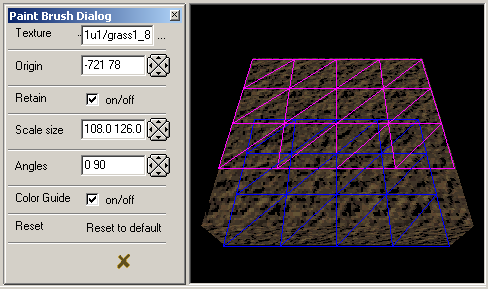 Paint Brush Dialog
Texture ..1u1/grass1_8 ...
Origin -721 78
Retain on/off
Scale size 108.0 126.0
Angles 0 90
Color Guide on/off
Reset Reset to default